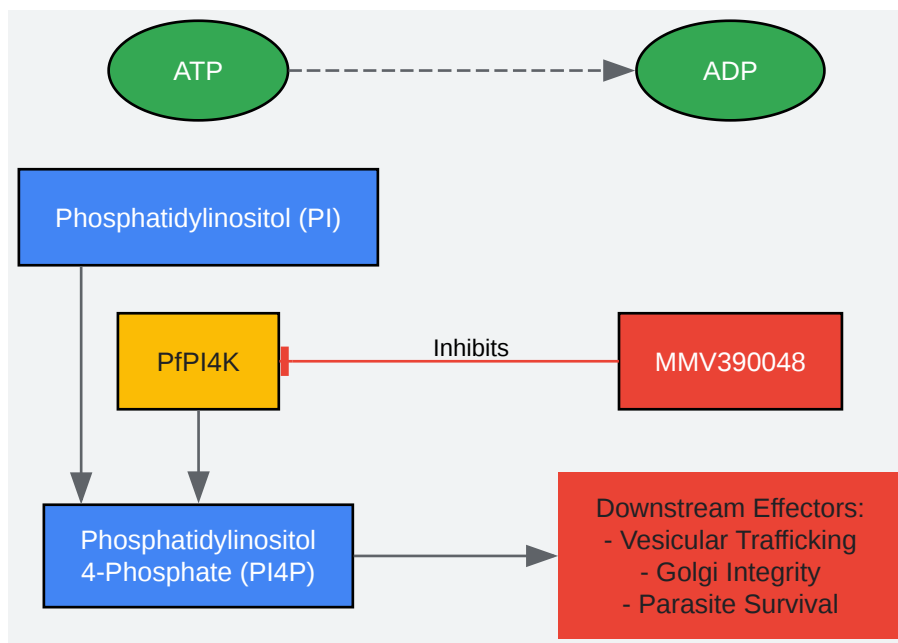 ATP
ADP
Phosphatidylinositol (PI)
PfPI4K
Inhibits
MMV390048
Phosphatidylinositol
4-Phosphate (PI4P)
Downstream Effectors:
- Vesicular Trafficking
- Golgi Integrity
- Parasite Survival